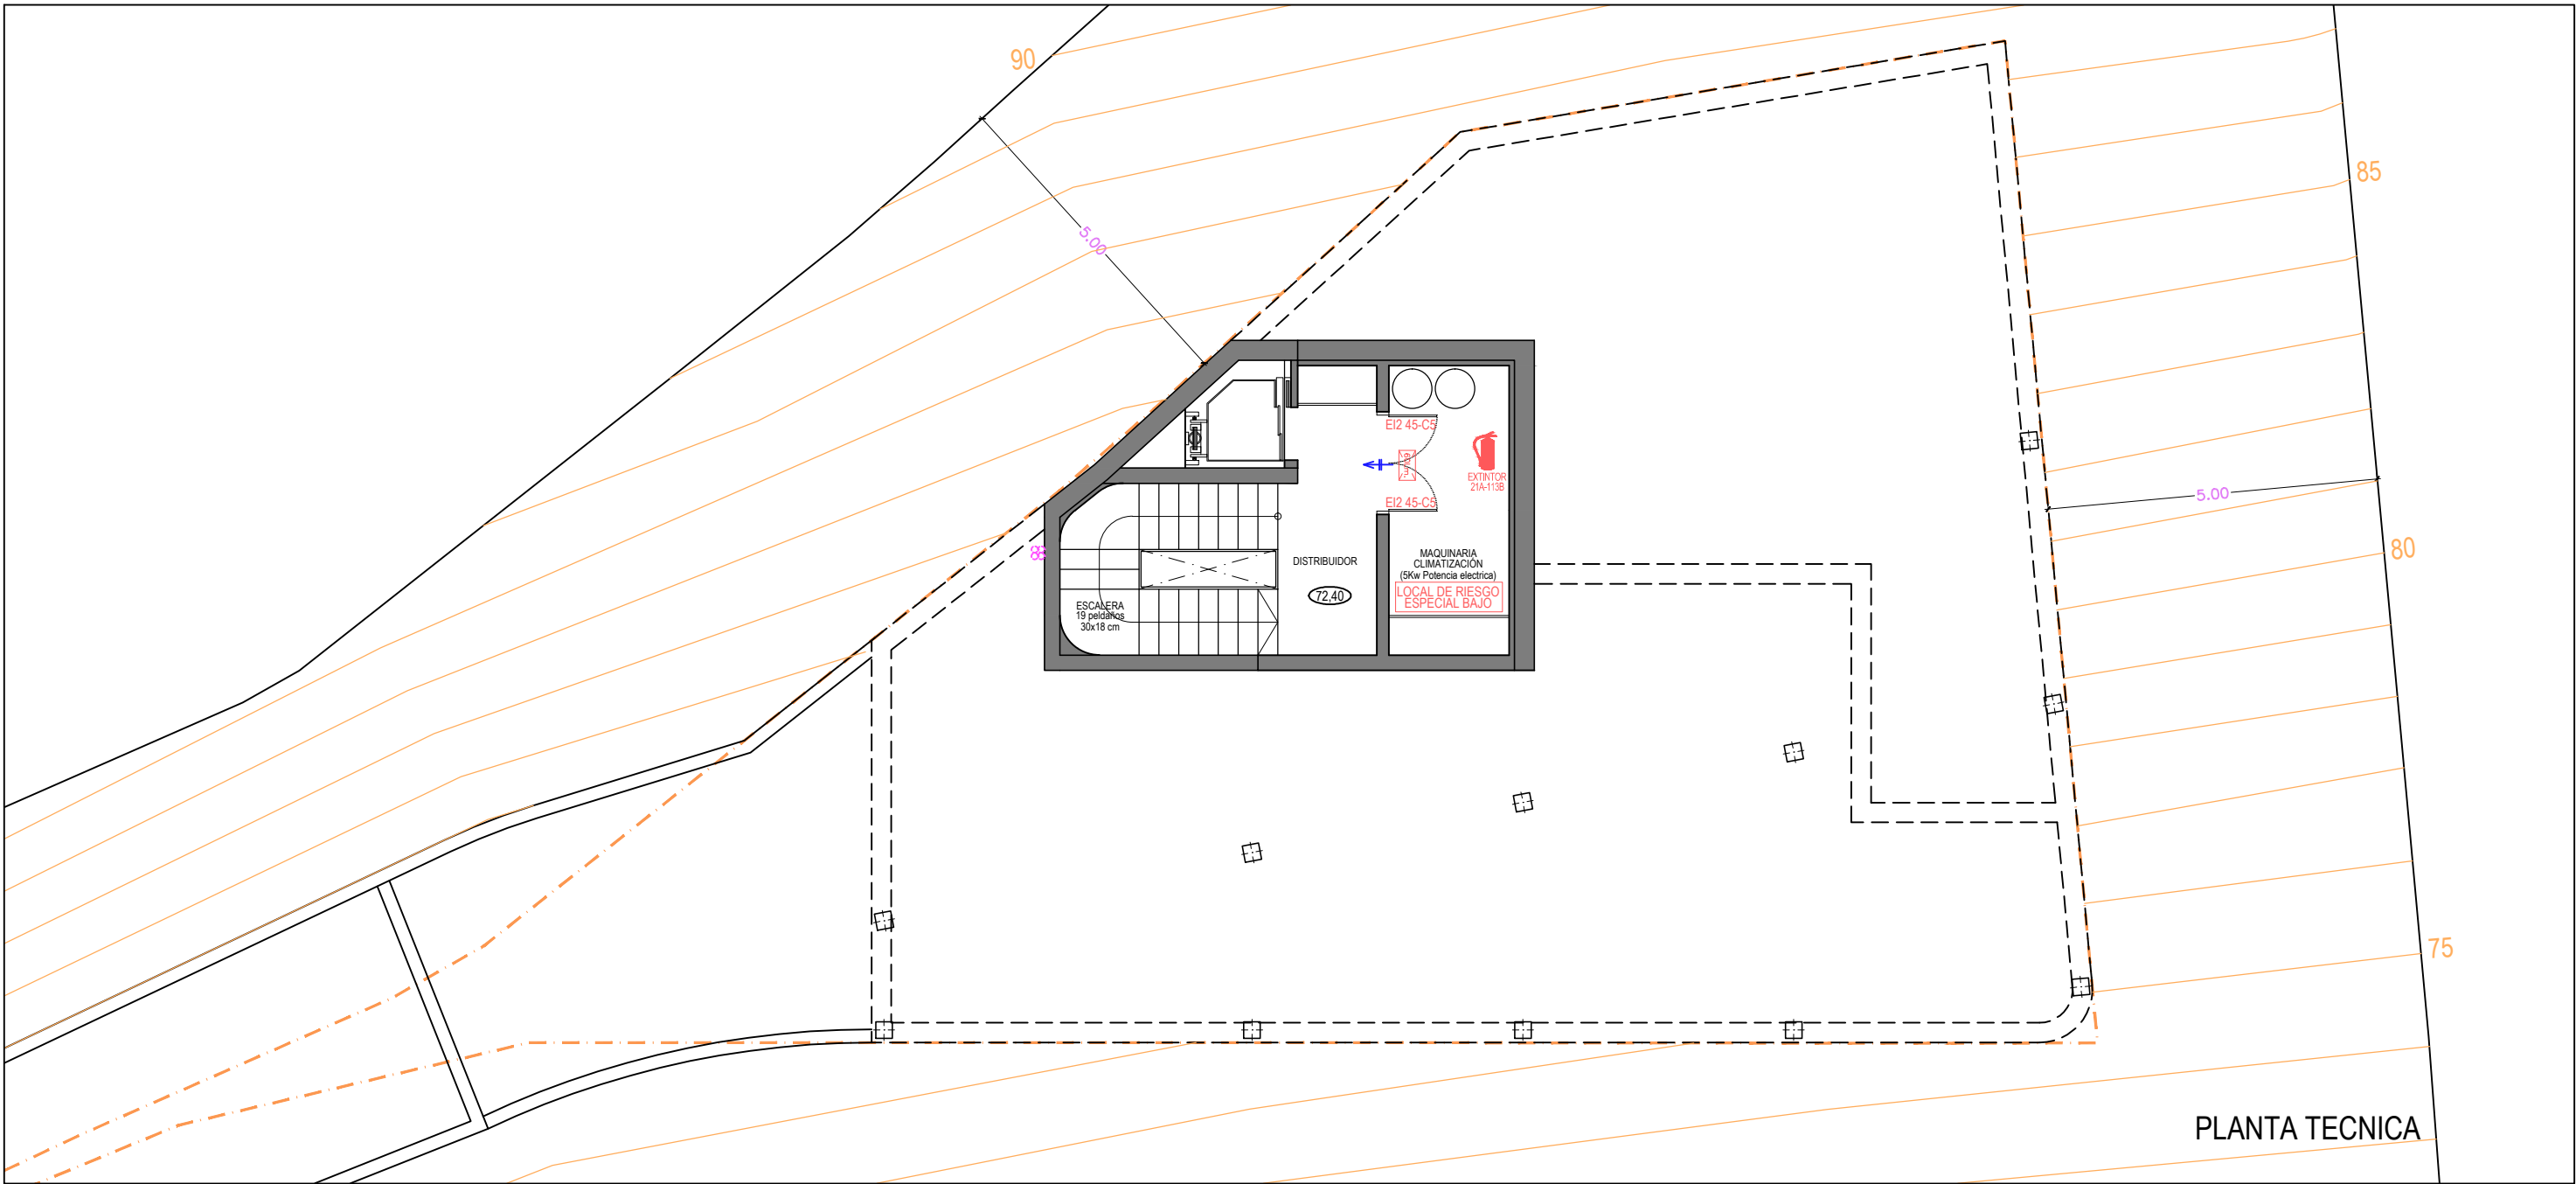 90
85
5.00
EI2 45-C5
EXTINTOR
21A-113B
5.00
EI2 45-C5
80
DISTRIBUIDOR
MAQUINARIA
CLIMATIZACIÓN
(5Kw Potencia electrica)
LOCAL DE RIESGO
ESPECIAL BAJO
72,40
ESCALERA
19 peldaños
30x18 cm
75
PLANTA TECNICA